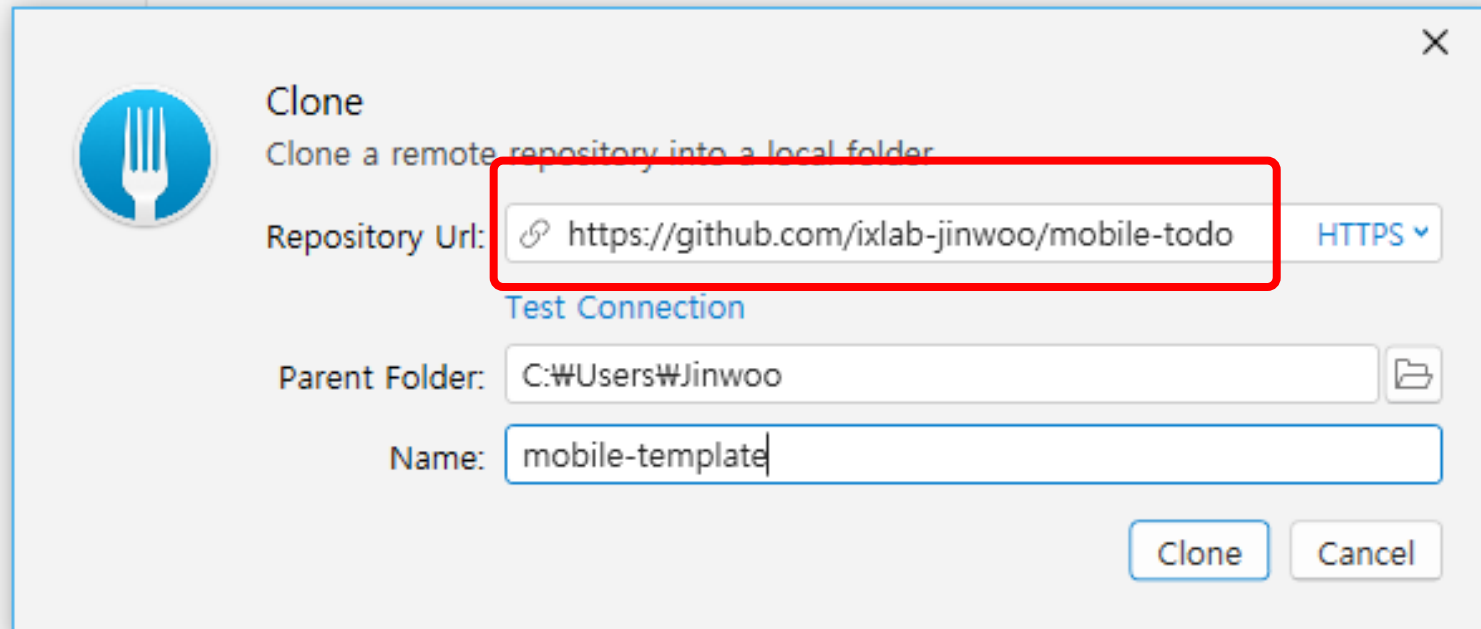 Clone
Clone a remote repository into a local folder
Repository Url: https://github.com/ixlab-jinwoo/mobile-todo HTTPS
Test Connection
Parent Folder: C:₩Users₩Jinwoo
Name: mobile-template
Clone Cancel